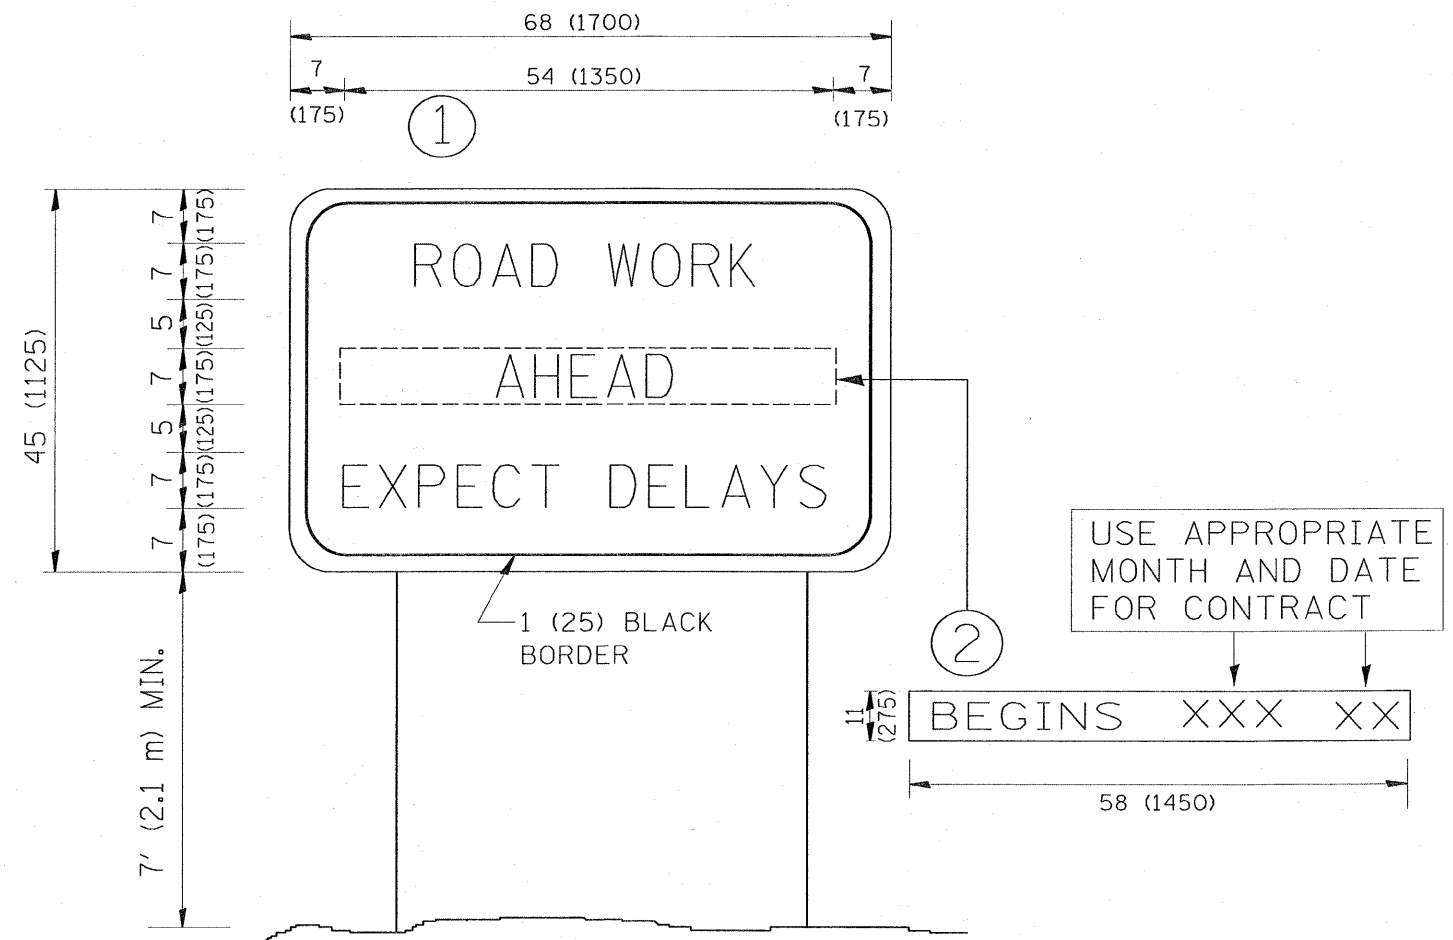 68 (1700)
7
54 (1350)
7
(175)
(175)
1
7
(175)
7
(175)
5
(125)
7
(175)
5
(125)
7
(175)
7
(175)
45 (1125)
ROAD WORK
AHEAD
EXPECT DELAYS
1 (25) BLACK
BORDER
7' (2.1 m) MIN.
2
USE APPROPRIATE
MONTH AND DATE
FOR CONTRACT
11
(275)
BEGINS XXX XX
58 (1450)